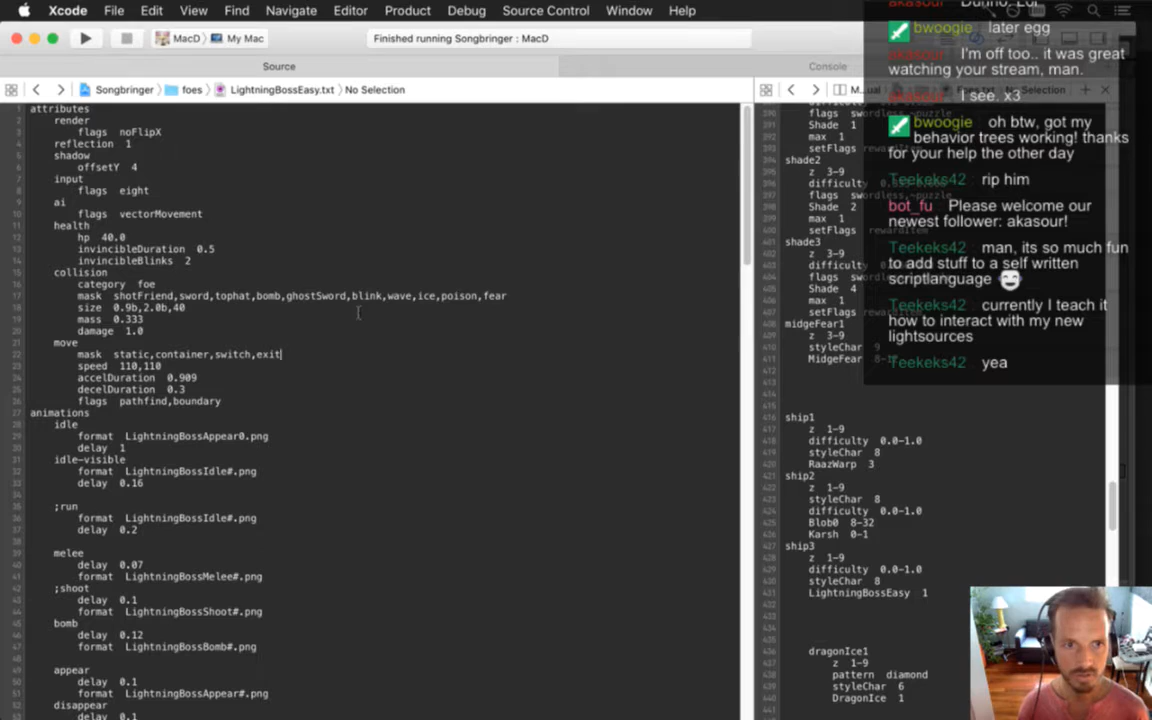 Xcode File Edit View Find Navigate Editor Product Debug Source Control Window Help
MacD My Mac
Finished running Songbringer : MacD
Source
Console
Songbringer foes LightningBossEasy.txt No Selection
attributes
render
flags noFlipX
reflection 1
shadow
offsetY 4
input
flags eight
ai
flags vectorMovement
health
hp 40.0
invincibleDuration 0.5
invincibleBlinks 2
collision
category foe
mask shotFriend,sword,tophat,bomb,ghostSword,blink,wave,ice,poison,fear
size 0.9b,2.0b,40
mass 0.333
damage 1.0
move
mask static,container,switch,exit
speed 110,110
accelDuration 0.909
decelDuration 0.3
flags pathfind,boundary
animations
idle
format LightningBossAppear0.png
delay 1
idle-visible
format LightningBossIdle#.png
delay 0.16
;run
format LightningBossIdle#.png
delay 0.2
melee
delay 0.07
format LightningBossMelee#.png
;shoot
delay 0.1
format LightningBossShoot#.png
bomb
delay 0.12
format LightningBossBomb#.png
appear
delay 0.1
format LightningBossAppear#.png
disappear
delay 0.1
Shade 1
max 1
setFlags
shade2
z 3-9
difficulty
flags
Shade 2
max 1
setFlags
shade3
z 3-9
difficulty
flags
Shade 4
max 1
setFlags
midgeFear1
z 3-9
styleChar 9
MidgeFear
ship1
z 1-9
difficulty 0.0-1.0
styleChar 8
RaazWarp 3
ship2
z 1-9
styleChar 8
difficulty 0.0-1.0
Blob0 8-32
Karsh 0-1
ship3
z 1-9
difficulty 0.0-1.0
styleChar 8
LightningBossEasy 1
dragonIce1
z 1-9
pattern diamond
styleChar 6
DragonIce 1
bwoogie later egg
akasour I'm off too.. it was great
watching your stream, man.
akasour I see. x3
bwoogie oh btw, got my
behavior trees working! thanks
for your help the other day
Teekeks42 rip him
bot_fu Please welcome our
newest follower: akasour!
Teekeks42 man, its so much fun
to add stuff to a self written
scriptlanguage
Teekeks42 currently I teach it
how to interact with my new
lightsources
Teekeks42 yea